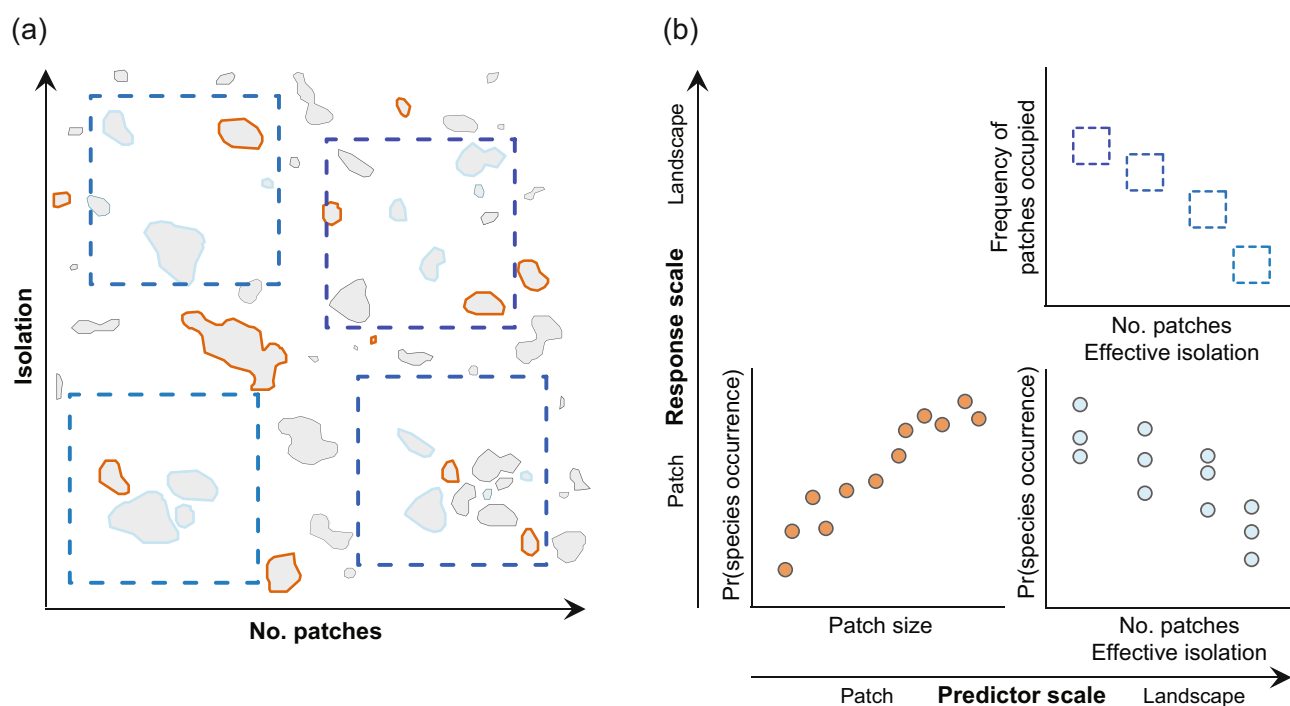 (a)
Isolation
No. patches
(b)
Landscape
Response scale
Patch
Frequency of
patches occupied
No. patches
Effective isolation
Pr(species occurrence)
Patch size
Pr(species occurrence)
No. patches
Effective isolation
Patch Predictor scale Landscape